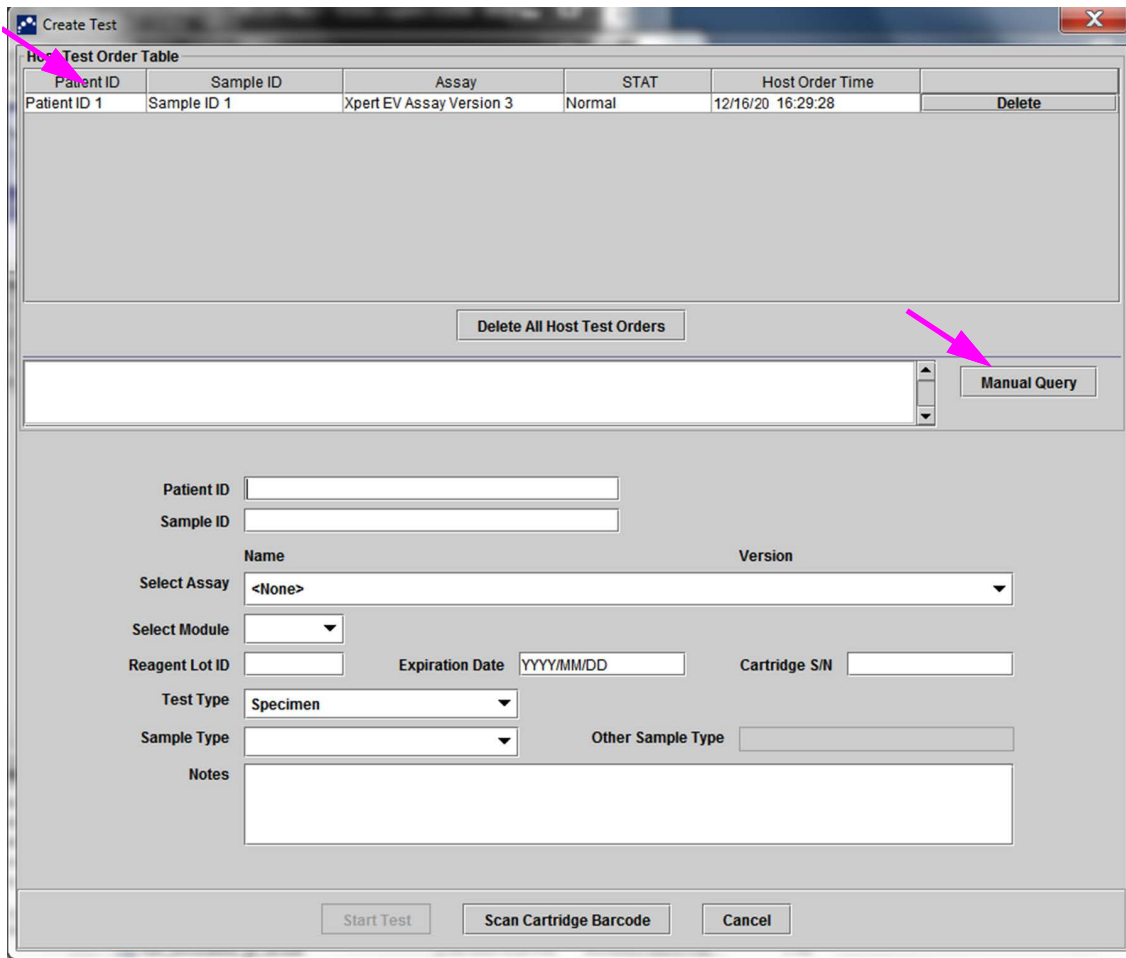 Create Test
Host Test Order Table
Patient ID Sample ID Assay STAT Host Order Time
Patient ID 1 Sample ID 1 Xpert EV Assay Version 3 Normal 12/16/20 16:29:28 Delete
Delete All Host Test Orders
Manual Query
Patient ID
Sample ID
Name Version
Select Assay <None>
Select Module
Reagent Lot ID Expiration Date YYYY/MM/DD Cartridge S/N
Test Type Specimen
Sample Type Other Sample Type
Notes
Start Test Scan Cartridge Barcode Cancel